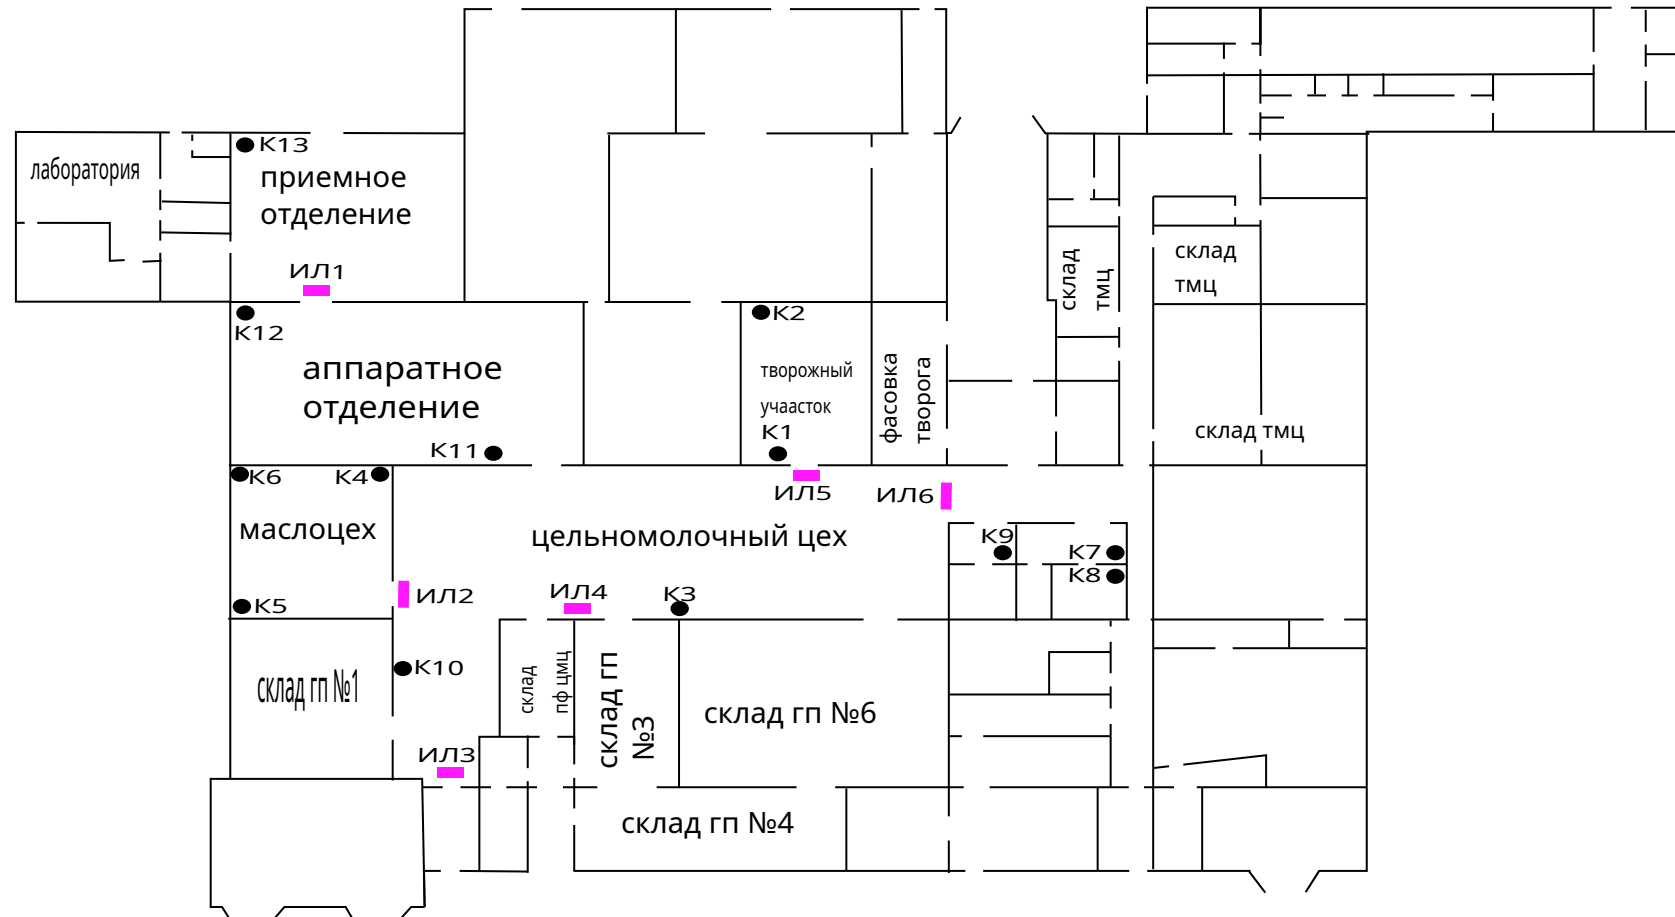 К13
лаборатория
приемное
отделение
ИЛ1
склад
тмц
склад
тмц
К12
К2
аппаратное
отделение
творожный
учаасток
фасовка
творога
К1
К11
склад тмц
К6
К4
ИЛ5
ИЛ6
маслоцех
цельномолочный цех
К9
К7
К8
ИЛ2
ИЛ4
К3
К5
К10
склад гп №1
склад
пф цмц
склад гп
№3
склад гп №6
ИЛ3
склад гп №4